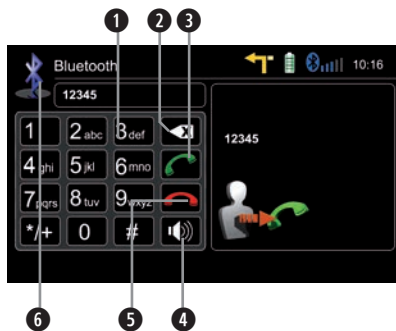 1 2 3
Bluetooth 10:16
12345
1 2 abc 3 def
12345
4 ghi 5 jkl 6 mno
7 pqrs 8 tuv 9 wxyz
*/+ 0 #
6 5 4